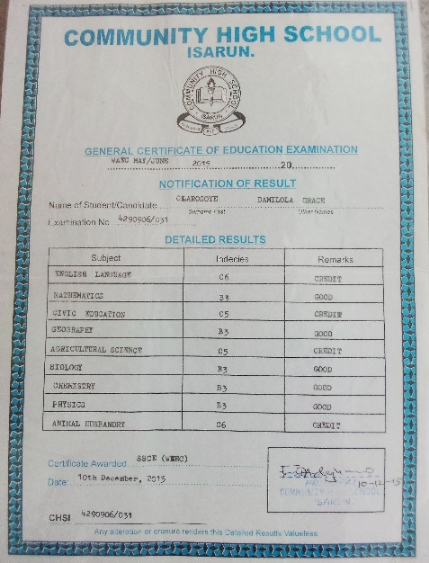 COMMUNITY HIGH SCHOOL
ISARUN.
COMMUNITY HIGH SCHOOL
ISARUN
GENERAL CERTIFICATE OF EDUCATION EXAMINATION
WAEC MAY/JUNE 2015 20
NOTIFICATION OF RESULT
Name of Student/Candidate OLAROGOYE DAMILOLA GRACE
Surname First Other Names
Examination No 4290906/031
DETAILED RESULTS
Subject Indecies Remarks
ENGLISH LANGUAGE C6 CREDIT
MATHEMATICS B3 GOOD
CIVIC EDUCATION C5 CREDIT
GEOGRAPHY B3 GOOD
AGRICULTURAL SCIENCE C5 CREDIT
BIOLOGY B3 GOOD
CHEMISTRY B3 GOOD
PHYSICS B3 GOOD
ANIMAL HUSBANDRY C6 CREDIT
Certificate Awarded SSCE (WAEC)
Date: 10th December, 2015
10-12-15
COMMUNITY HIGH SCHOOL
ISARUN.
CHSI 4290906/031
Any alteration or erasure renders this Detailed Results Valueless